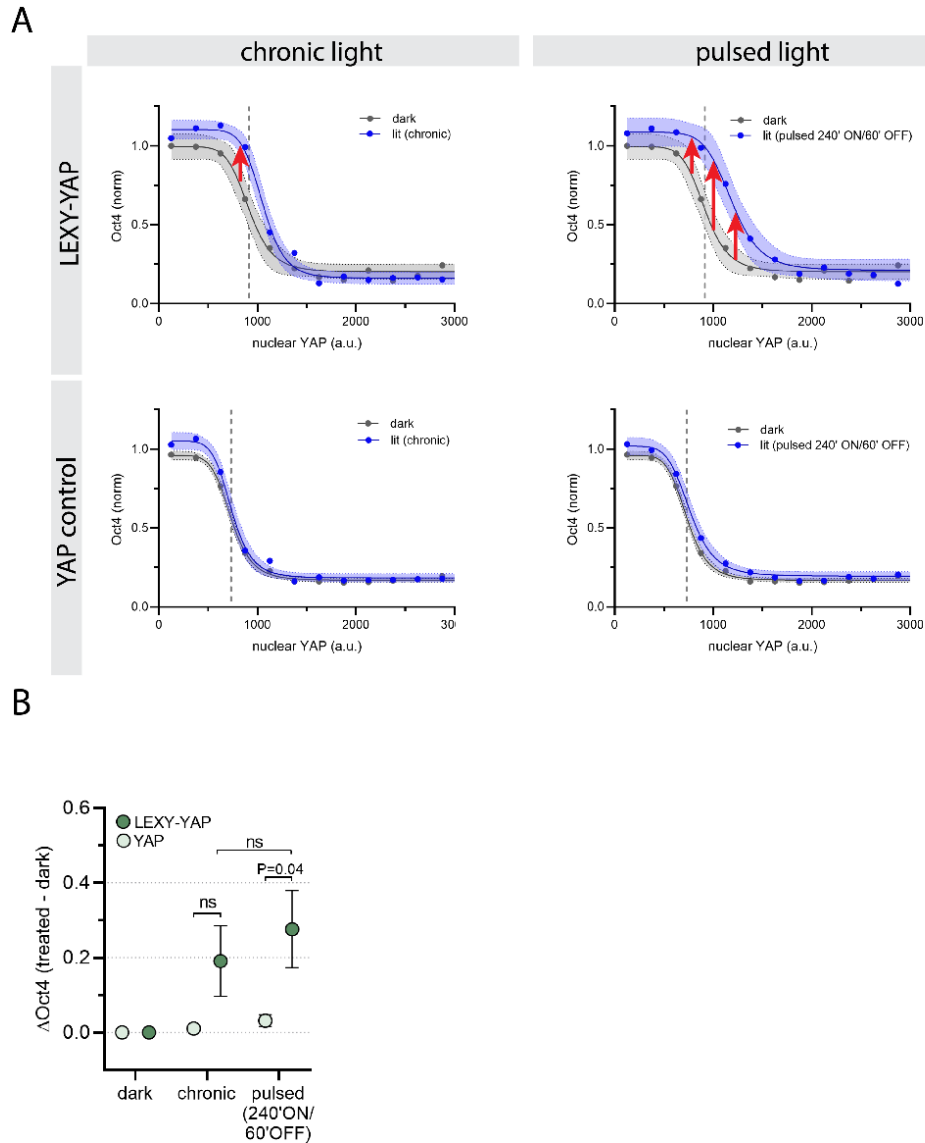 A
chronic light
pulsed light
LEXY-YAP
1.0
0.5
0.0
Oct4 (norm)
dark
lit (chronic)
0
1000
2000
3000
nuclear YAP (a.u.)
1.0
0.5
0.0
Oct4 (norm)
dark
lit (pulsed 240' ON/60' OFF)
0
1000
2000
3000
nuclear YAP (a.u.)
YAP control
1.0
0.5
0.0
Oct4 (norm)
dark
lit (chronic)
0
1000
2000
300
nuclear YAP (a.u.)
1.0
0.5
0.0
Oct4 (norm)
dark
lit (pulsed 240' ON/60' OFF)
0
1000
2000
3000
nuclear YAP (a.u.)
B
0.6
0.4
0.2
0.0
ΔOct4 (treated - dark)
LEXY-YAP
YAP
ns
P=0.04
ns
dark
chronic
pulsed
(240'ON/
60'OFF)